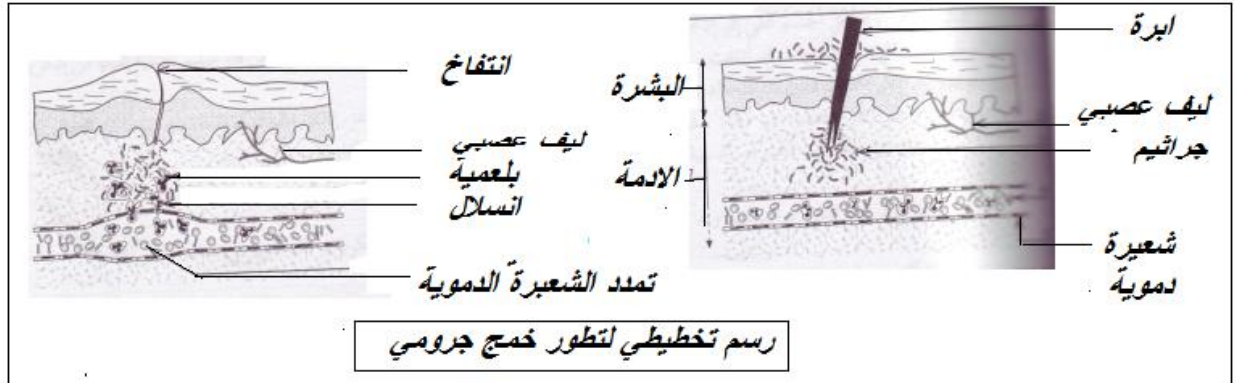 ابرة
البشرة
ليف عصبي
جراثيم
الادمة
شعيرة
دموية
انتفاخ
ليف عصبي
بلعمية
انسلال
تمدد الشعبرة الدموية
رسم تخطيطي لتطور خمج جرومي